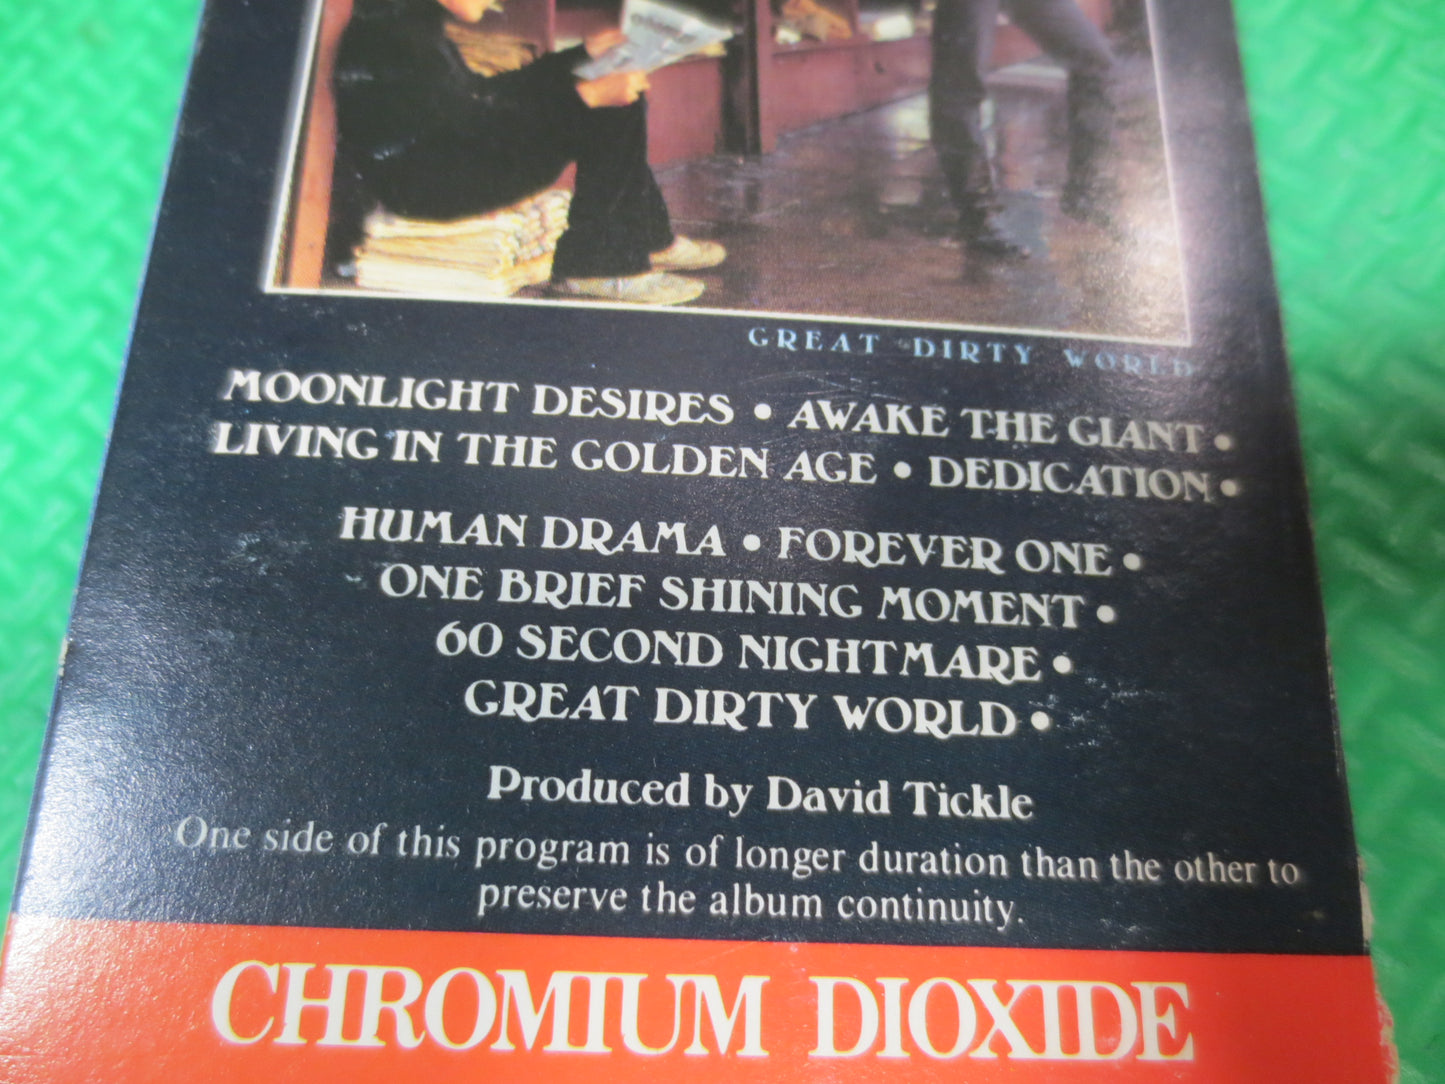 GREAT DIRTY WORLD
MOONLIGHT DESIRES • AWAKE THE GIANT •
LIVING IN THE GOLDEN AGE • DEDICATION •
HUMAN DRAMA • FOREVER ONE •
ONE BRIEF SHINING MOMENT •
60 SECOND NIGHTMARE •
GREAT DIRTY WORLD •
Produced by David Tickle
One side of this program is of longer duration than the other to
preserve the album continuity.
CHROMIUM DIOXIDE